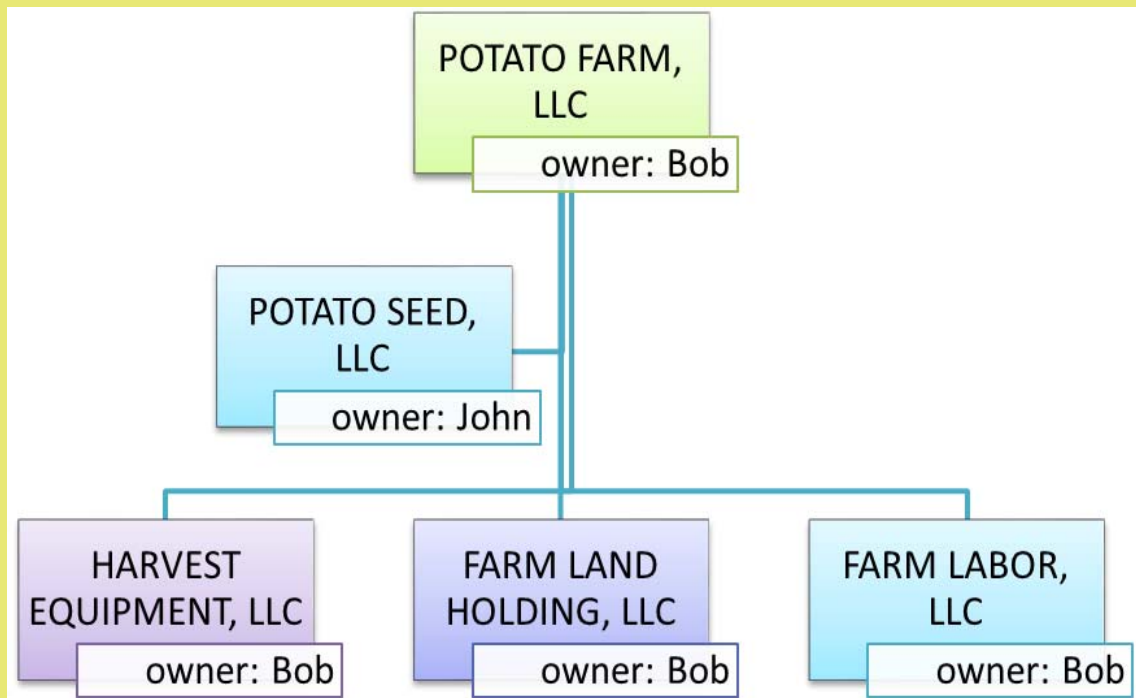 POTATO FARM,
LLC
owner: Bob
POTATO SEED,
LLC
owner: John
HARVEST
EQUIPMENT, LLC
owner: Bob
FARM LAND
HOLDING, LLC
owner: Bob
FARM LABOR,
LLC
owner: Bob